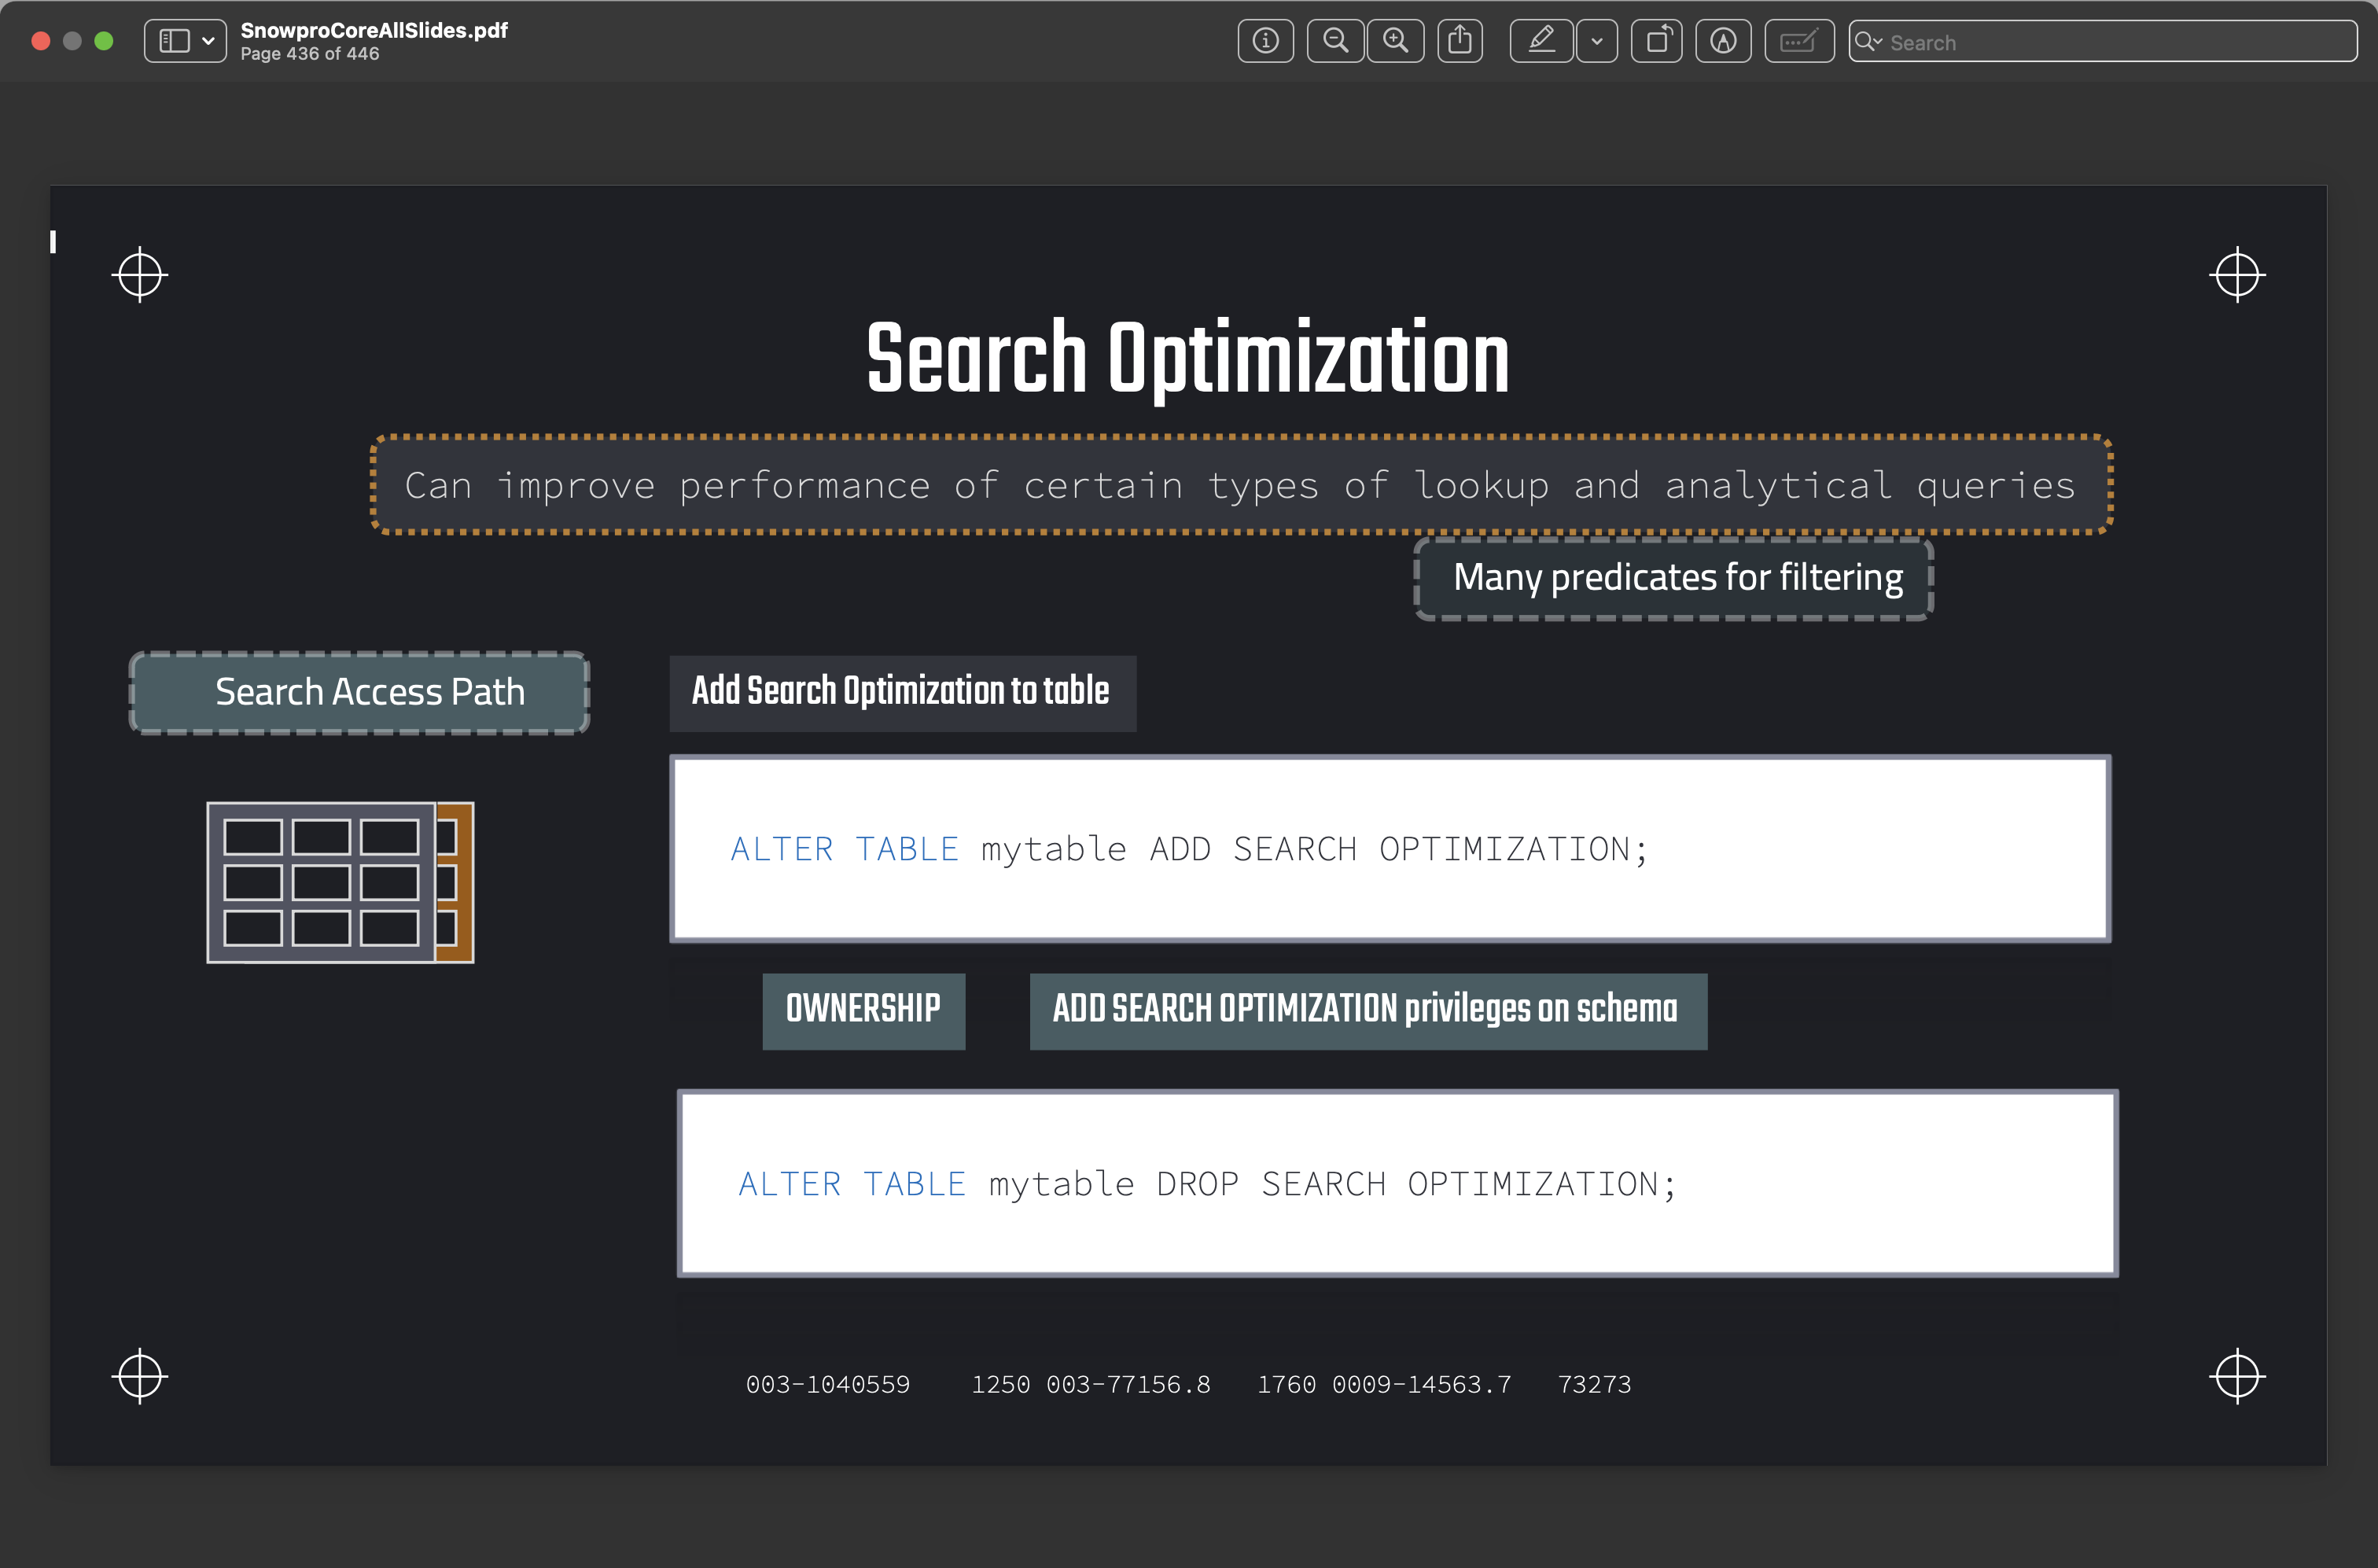 SnowproCoreAllSlides.pdf
Page 436 of 446
Search
Search Optimization
Can improve performance of certain types of lookup and analytical queries
Many predicates for filtering
Search Access Path
Add Search Optimization to table
ALTER TABLE mytable ADD SEARCH OPTIMIZATION;
OWNERSHIP
ADD SEARCH OPTIMIZATION privileges on schema
ALTER TABLE mytable DROP SEARCH OPTIMIZATION;
003-1040559 1250 003-77156.8 1760 0009-14563.7 73273